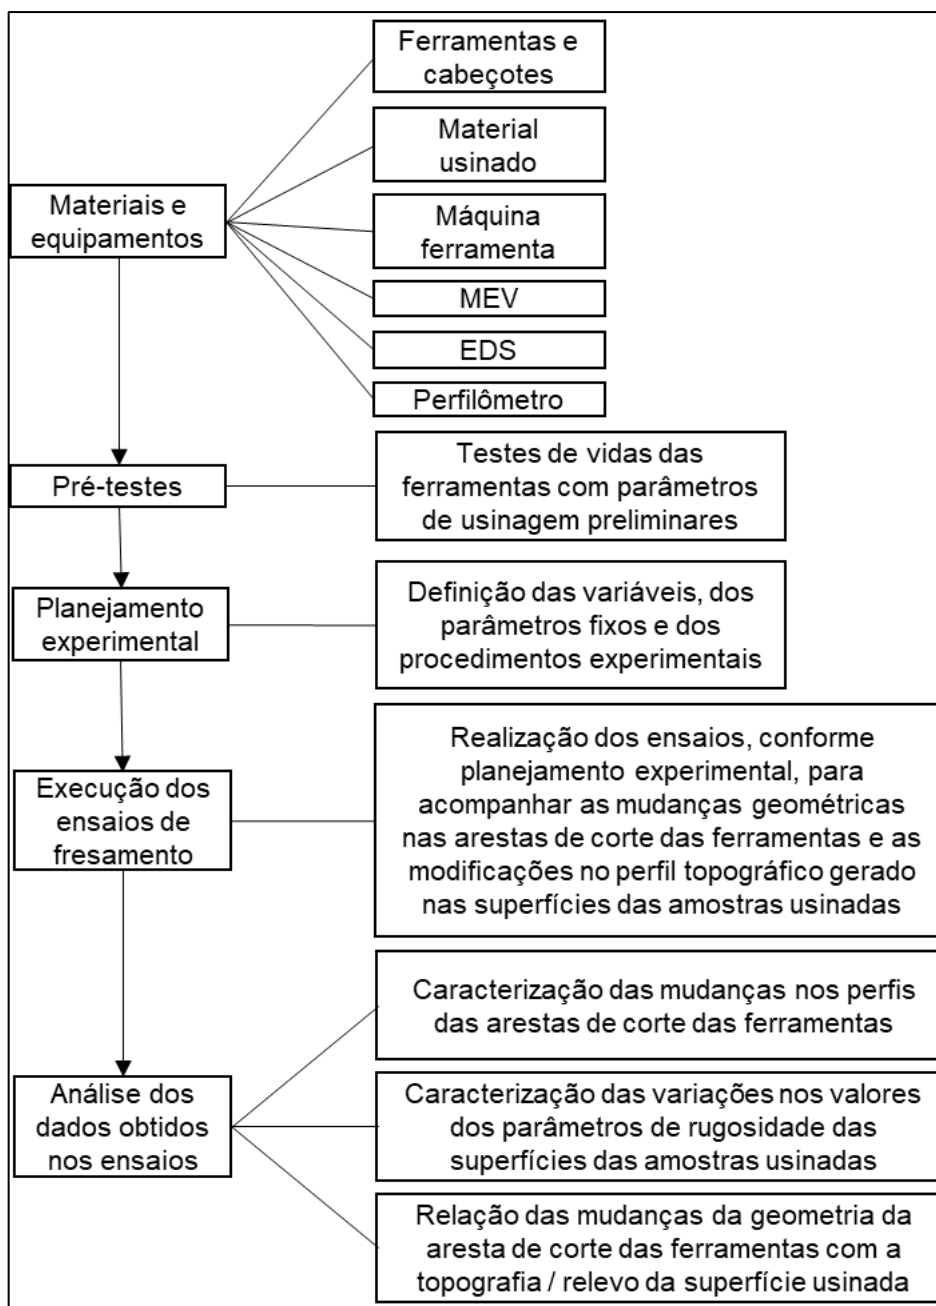 Ferramentas e
cabeçotes
Material
usinado
Materiais e
equipamentos
Máquina
ferramenta
MEV
EDS
Perfilômetro
Pré-testes
Testes de vidas das
ferramentas com parâmetros
de usinagem preliminares
Planejamento
experimental
Definição das variáveis, dos
parâmetros fixos e dos
procedimentos experimentais
Execução dos
ensaios de
fresamento
Realização dos ensaios, conforme
planejamento experimental, para
acompanhar as mudanças geométricas
nas arestas de corte das ferramentas e as
modificações no perfil topográfico gerado
nas superfícies das amostras usinadas
Análise dos
dados obtidos
nos ensaios
Caracterização das mudanças nos perfis
das arestas de corte das ferramentas
Caracterização das variações nos valores
dos parâmetros de rugosidade das
superfícies das amostras usinadas
Relação das mudanças da geometria da
aresta de corte das ferramentas com a
topografia / relevo da superfície usinada